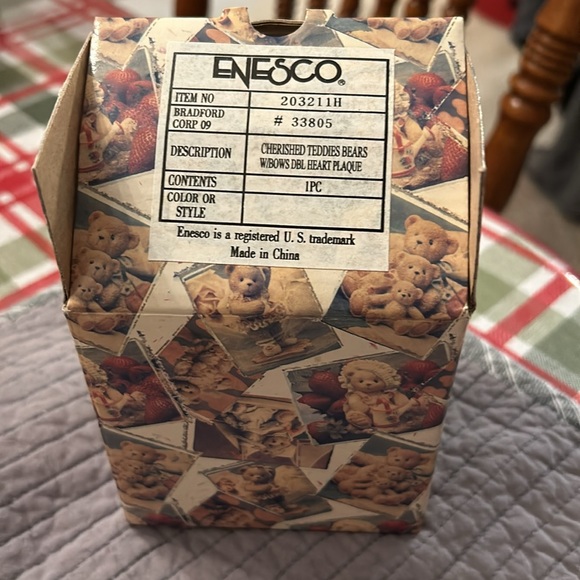 ENESCO®
ITEM NO 203211H
BRADFORD
CORP 09 # 33805
DESCRIPTION CHERISHED TEDDIES BEARS
W/BOWS DBL HEART PLAQUE
CONTENTS 1PC
COLOR OR
STYLE
Enesco is a registered U. S. trademark
Made in China